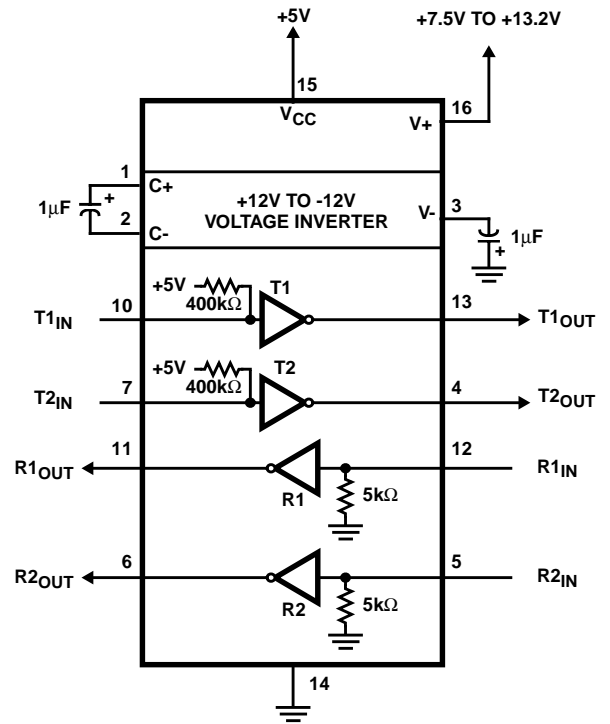 +5V
+7.5V TO +13.2V
15
VCC
16
V+
1
C+
1μF
+
2
C-
+12V TO -12V
VOLTAGE INVERTER
V-
3
1μF
+
+5V
400kΩ
T1
T1IN
10
13
T1OUT
+5V
400kΩ
T2
T2IN
7
4
T2OUT
R1OUT
11
R1
5kΩ
12
R1IN
R2OUT
6
R2
5kΩ
5
R2IN
14